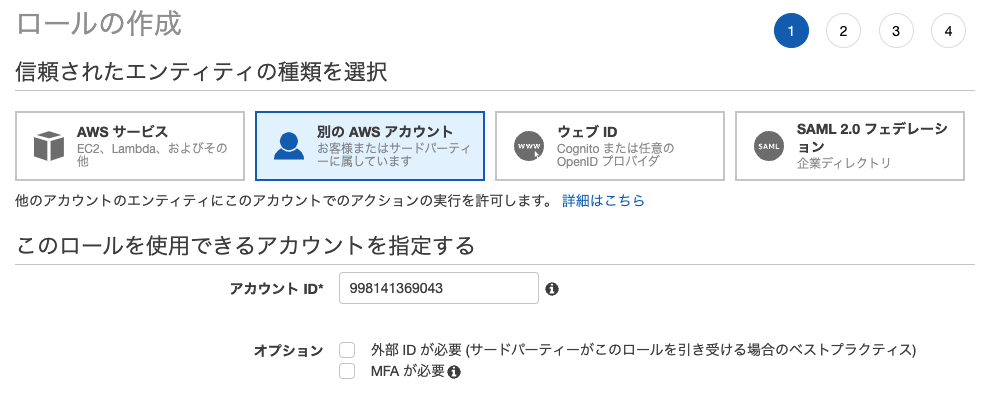 ロールの作成
1 2 3 4
信頼されたエンティティの種類を選択
AWS サービス
EC2、Lambda、およびその
他
別の AWS アカウント
お客様またはサードパーティ
ーに属しています
www
ウェブ ID
Cognito または任意の
OpenID プロバイダ
SAML
SAML 2.0 フェデレーシ
ョン
企業ディレクトリ
他のアカウントのエンティティにこのアカウントでのアクションの実行を許可します。 詳細はこちら
このロールを使用できるアカウントを指定する
アカウント ID* 998141369043
オプション 外部 ID が必要 (サードパーティーがこのロールを引き受ける場合のベストプラクティス)
MFA が必要